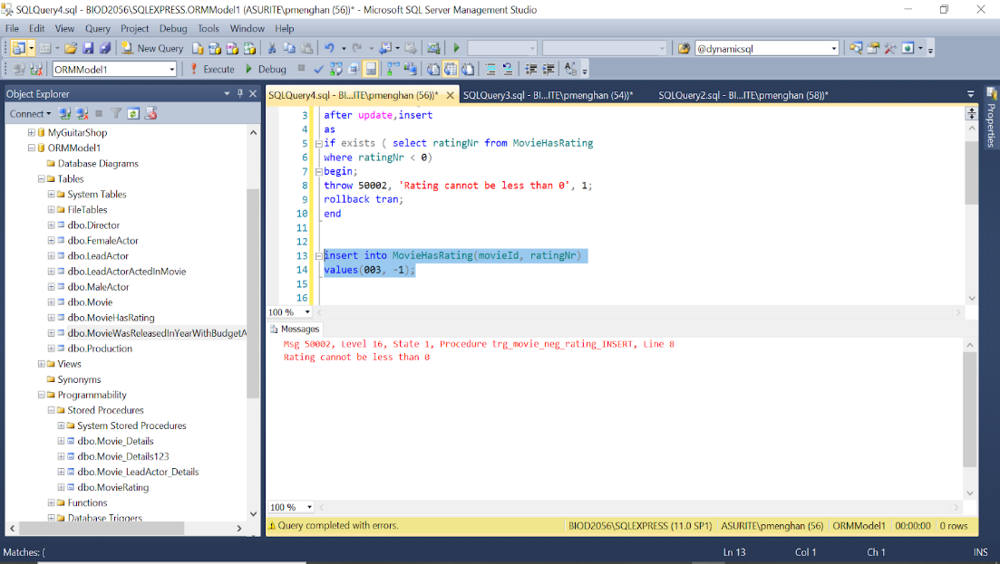 SQLQuery4.sql - BIOD2056\SQLEXPRESS.ORMModel1 (ASURITE\pmenghan (56))* - Microsoft SQL Server Management Studio
File Edit View Query Project Debug Tools Window Help
New Query
@dynamicsql
ORMModel1
Execute
Debug
Object Explorer
SQLQuery4.sql - BI...ITE\pmenghan (56))*
SQLQuery3.sql - BI...ITE\pmenghan (54))*
SQLQuery2.sql - BI...ITE\pmenghan (58))*
Properties
Connect
MyGuitarShop
ORMModel1
Database Diagrams
Tables
System Tables
FileTables
dbo.Director
dbo.FemaleActor
dbo.LeadActor
dbo.LeadActorActedInMovie
dbo.MaleActor
dbo.Movie
dbo.MovieHasRating
dbo.MovieWasReleasedInYearWithBudgetA
dbo.Production
Views
Synonyms
Programmability
Stored Procedures
System Stored Procedures
dbo.Movie_Details
dbo.Movie_Details123
dbo.Movie_LeadActor_Details
dbo.MovieRating
Functions
Database Triggers
3 after update,insert
4 as
5 if exists ( select ratingNr from MovieHasRating
6 where ratingNr < 0)
7 begin;
8 throw 50002, 'Rating cannot be less than 0', 1;
9 rollback tran;
10 end
11
12
13 insert into MovieHasRating(movieId, ratingNr)
14 values(003, -1);
15
16
100 %
Messages
Msg 50002, Level 16, State 1, Procedure trg_movie_neg_rating_INSERT, Line 8
Rating cannot be less than 0
100 %
Query completed with errors.
BIOD2056\SQLEXPRESS (11.0 SP1)
ASURITE\pmenghan (56)
ORMModel1
00:00:00
0 rows
Matches: (
Ln 13
Col 1
Ch 1
INS